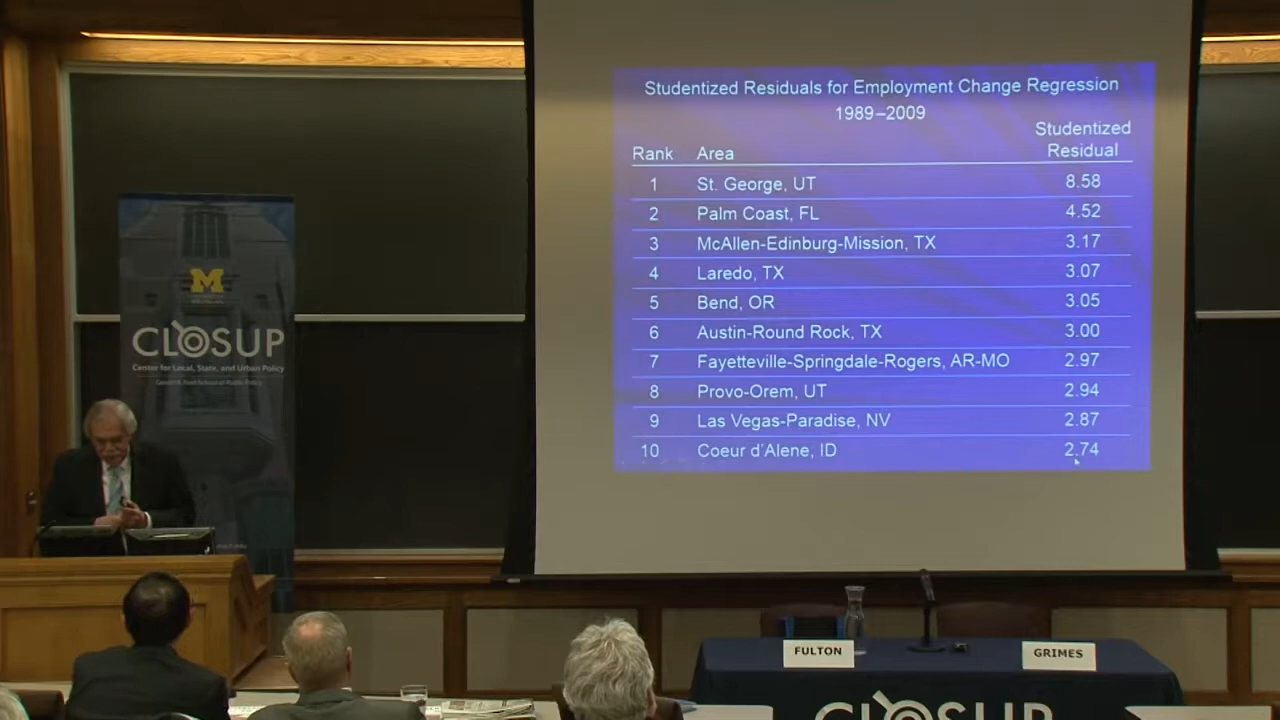 Studentized Residuals for Employment Change Regression
1989–2009
Rank Area Studentized Residual
1 St. George, UT 8.58
2 Palm Coast, FL 4.52
3 McAllen-Edinburg-Mission, TX 3.17
4 Laredo, TX 3.07
5 Bend, OR 3.05
6 Austin-Round Rock, TX 3.00
7 Fayetteville-Springdale-Rogers, AR-MO 2.97
8 Provo-Orem, UT 2.94
9 Las Vegas-Paradise, NV 2.87
10 Coeur d'Alene, ID 2.74
M
CLOSUP
Center for Local, State, and Urban Policy
FULTON
GRIMES
CLOSUP